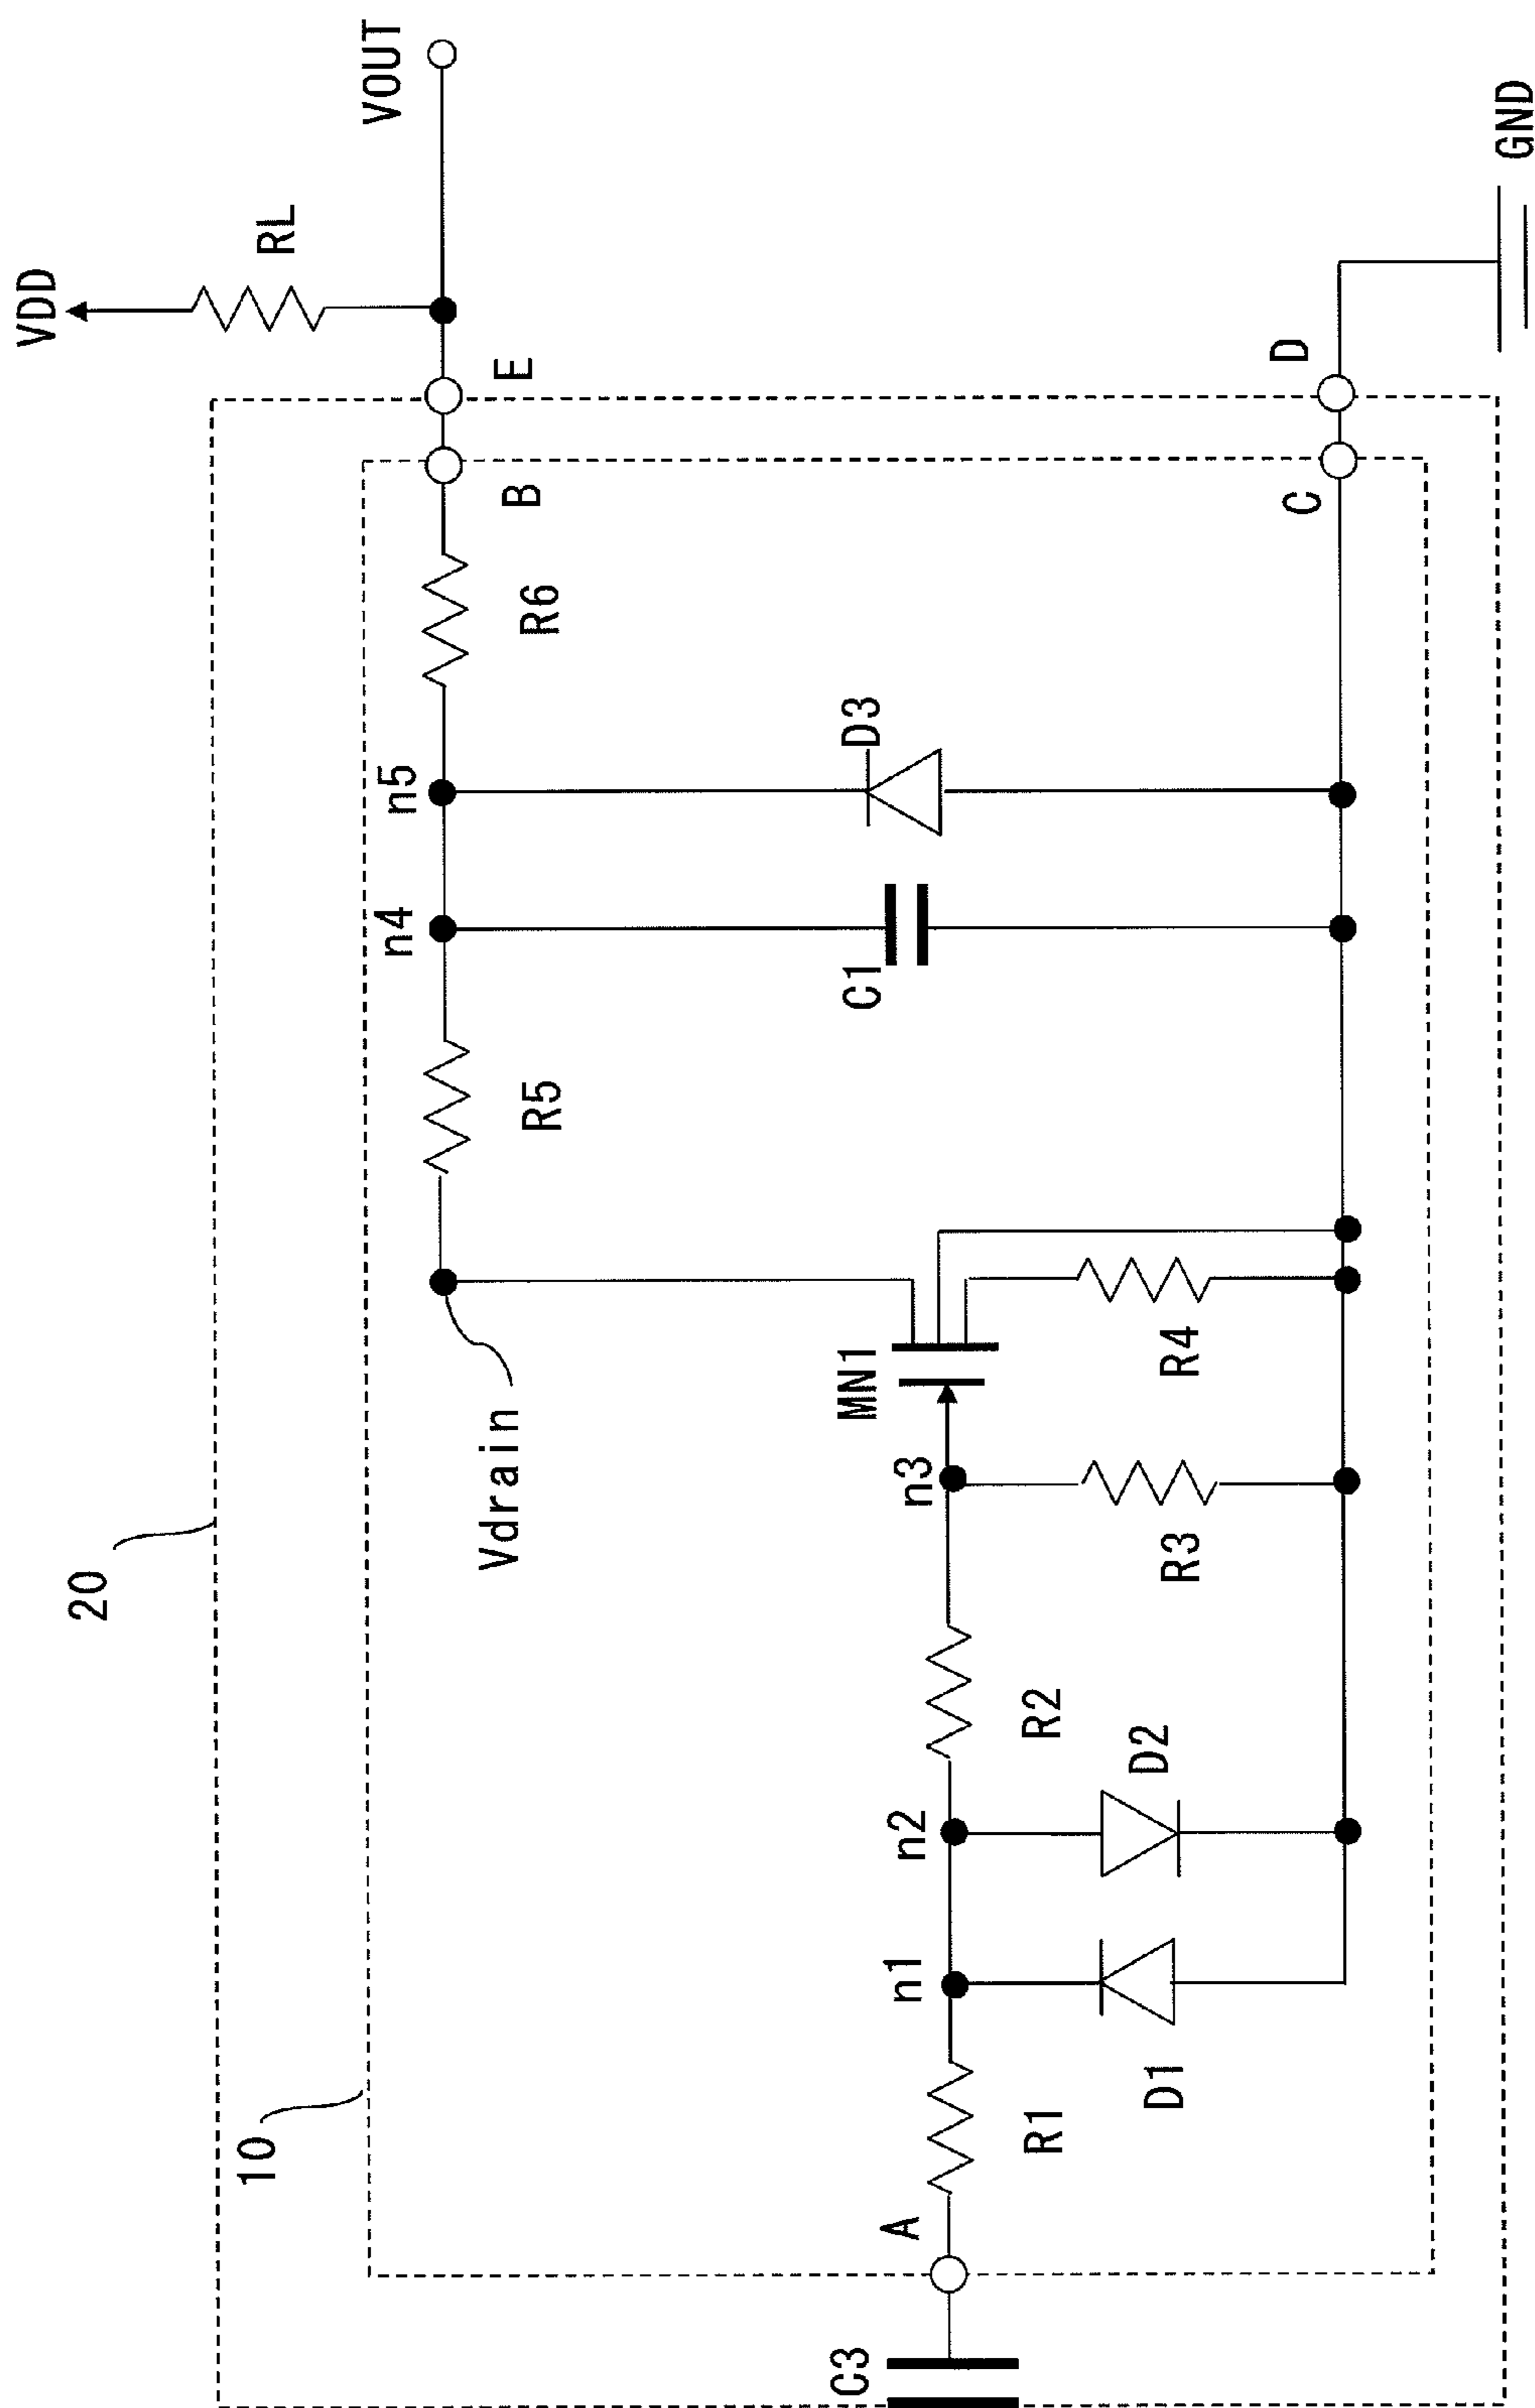 VDD
RL
VOUT
20
10
E
B
R6
n5
n4
R5
Vdrain
D3
C1
MN1
n3
R4
R3
R2
n2
D2
n1
D1
R1
A
C3
C
D
GND